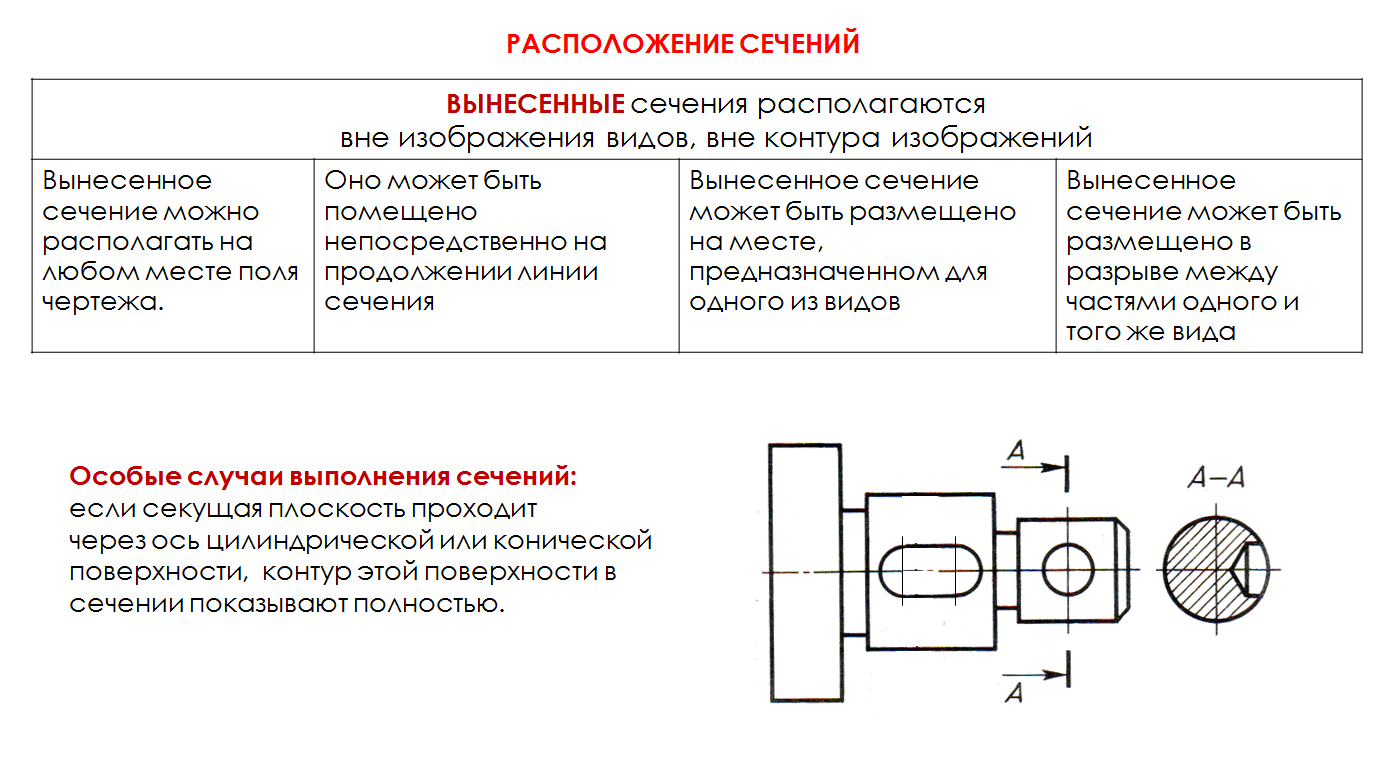 РАСПОЛОЖЕНИЕ СЕЧЕНИЙ
ВЫНЕСЕННЫЕ сечения располагаются
вне изображения видов, вне контура изображений
Вынесенное
сечение можно
располагать на
любом месте поля
чертежа.
Оно может быть
помещено
непосредственно на
продолжении линии
сечения
Вынесенное сечение
может быть размещено
на месте,
предназначенном для
одного из видов
Вынесенное
сечение может быть
размещено в
разрыве между
частями одного и
того же вида
Особые случаи выполнения сечений:
если секущая плоскость проходит
через ось цилиндрической или конической
поверхности, контур этой поверхности в
сечении показывают полностью.
А
А–А
А